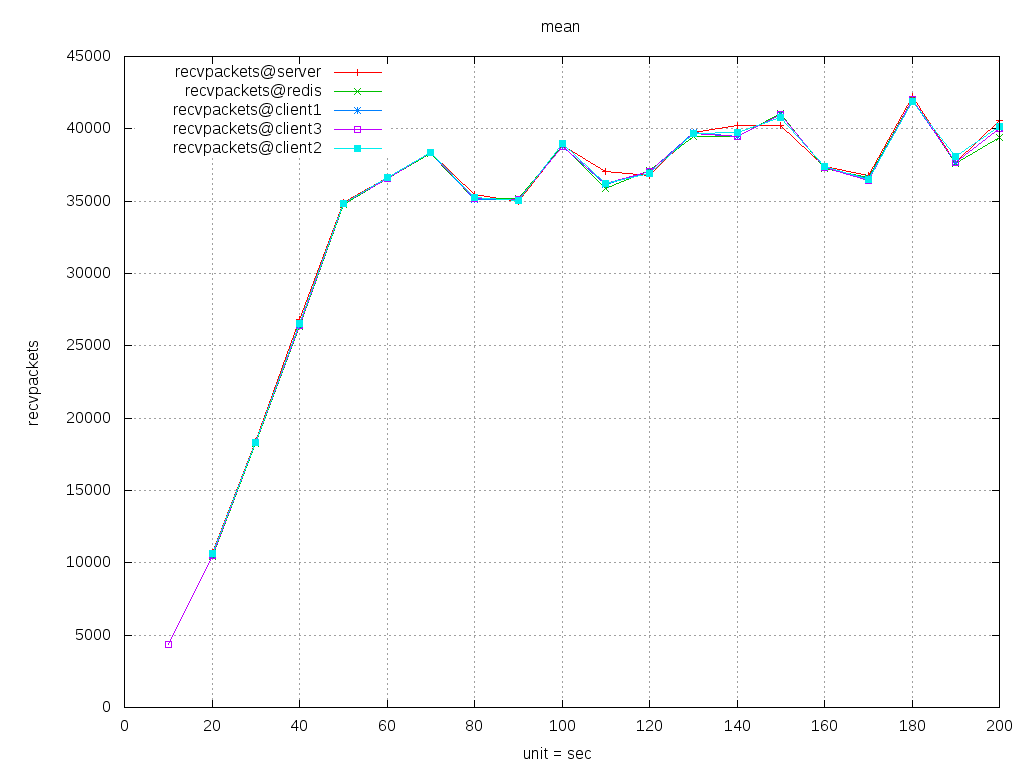 mean
45000
40000
35000
30000
25000
20000
15000
10000
5000
0
recvpackets
recvpackets@server
recvpackets@redis
recvpackets@client1
recvpackets@client3
recvpackets@client2
0 20 40 60 80 100 120 140 160 180 200
unit = sec